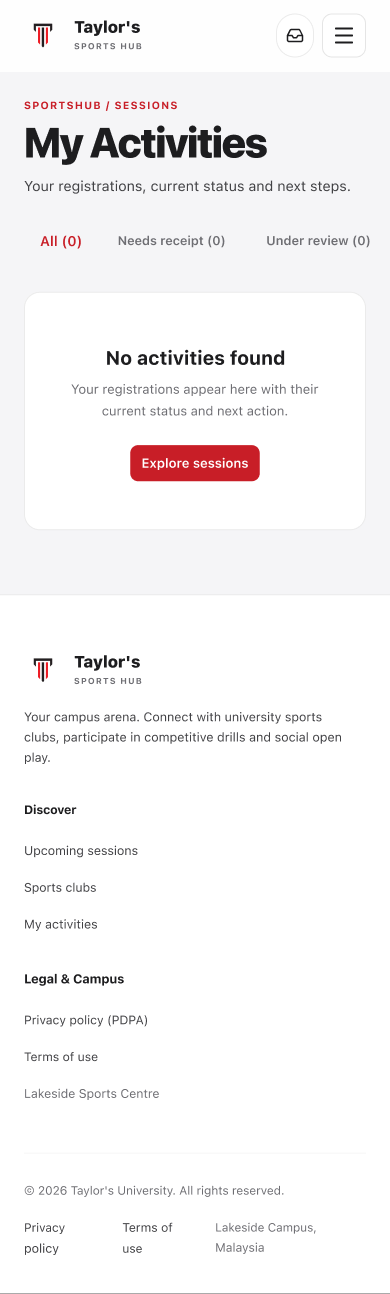 Taylor's
SPORTS HUB
SPORTSHUB / SESSIONS
My Activities
Your registrations, current status and next steps.
All (0)
Needs receipt (0)
Under review (0)
No activities found
Your registrations appear here with their
current status and next action.
Explore sessions
Taylor's
SPORTS HUB
Your campus arena. Connect with university sports
clubs, participate in competitive drills and social open
play.
Discover
Upcoming sessions
Sports clubs
My activities
Legal & Campus
Privacy policy (PDPA)
Terms of use
Lakeside Sports Centre
© 2026 Taylor's University. All rights reserved.
Privacy
policy
Terms of
use
Lakeside Campus,
Malaysia